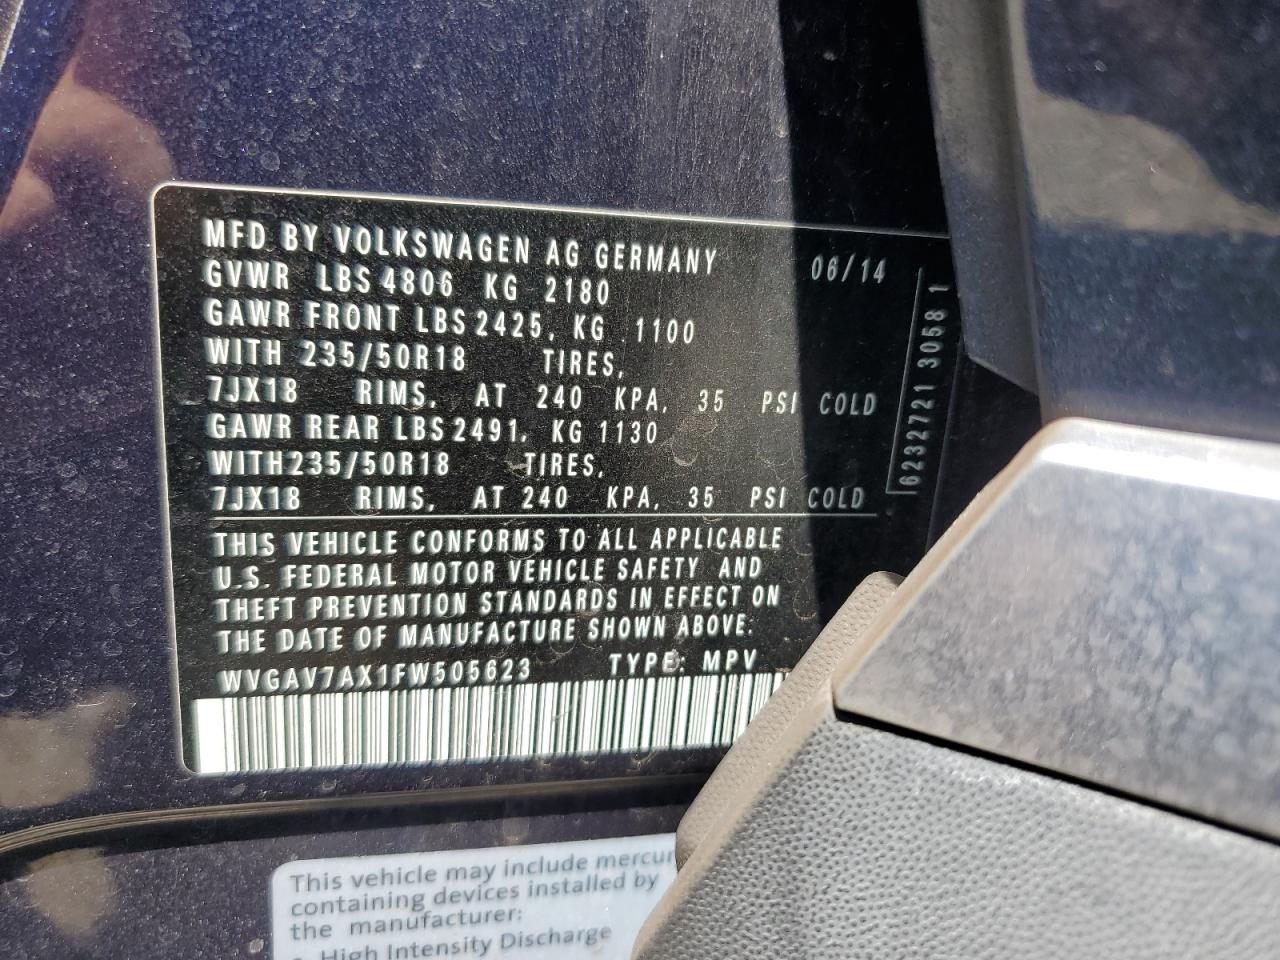 MFD BY VOLKSWAGEN AG GERMANY 06/14
GVWR LBS 4806 KG 2180
GAWR FRONT LBS 2425, KG 1100
WITH 235/50R18 TIRES,
7JX18 RIMS, AT 240 KPA, 35 PSI COLD
GAWR REAR LBS 2491, KG 1130
WITH 235/50R18 TIRES,
7JX18 RIMS, AT 240 KPA, 35 PSI COLD
6232721 3058 1
THIS VEHICLE CONFORMS TO ALL APPLICABLE
U.S. FEDERAL MOTOR VEHICLE SAFETY AND
THEFT PREVENTION STANDARDS IN EFFECT ON
THE DATE OF MANUFACTURE SHOWN ABOVE.
WVGAV7AX1FW505623 TYPE: MPV
This vehicle may include mercur
containing devices installed by
the manufacturer:
• High Intensity Discharge